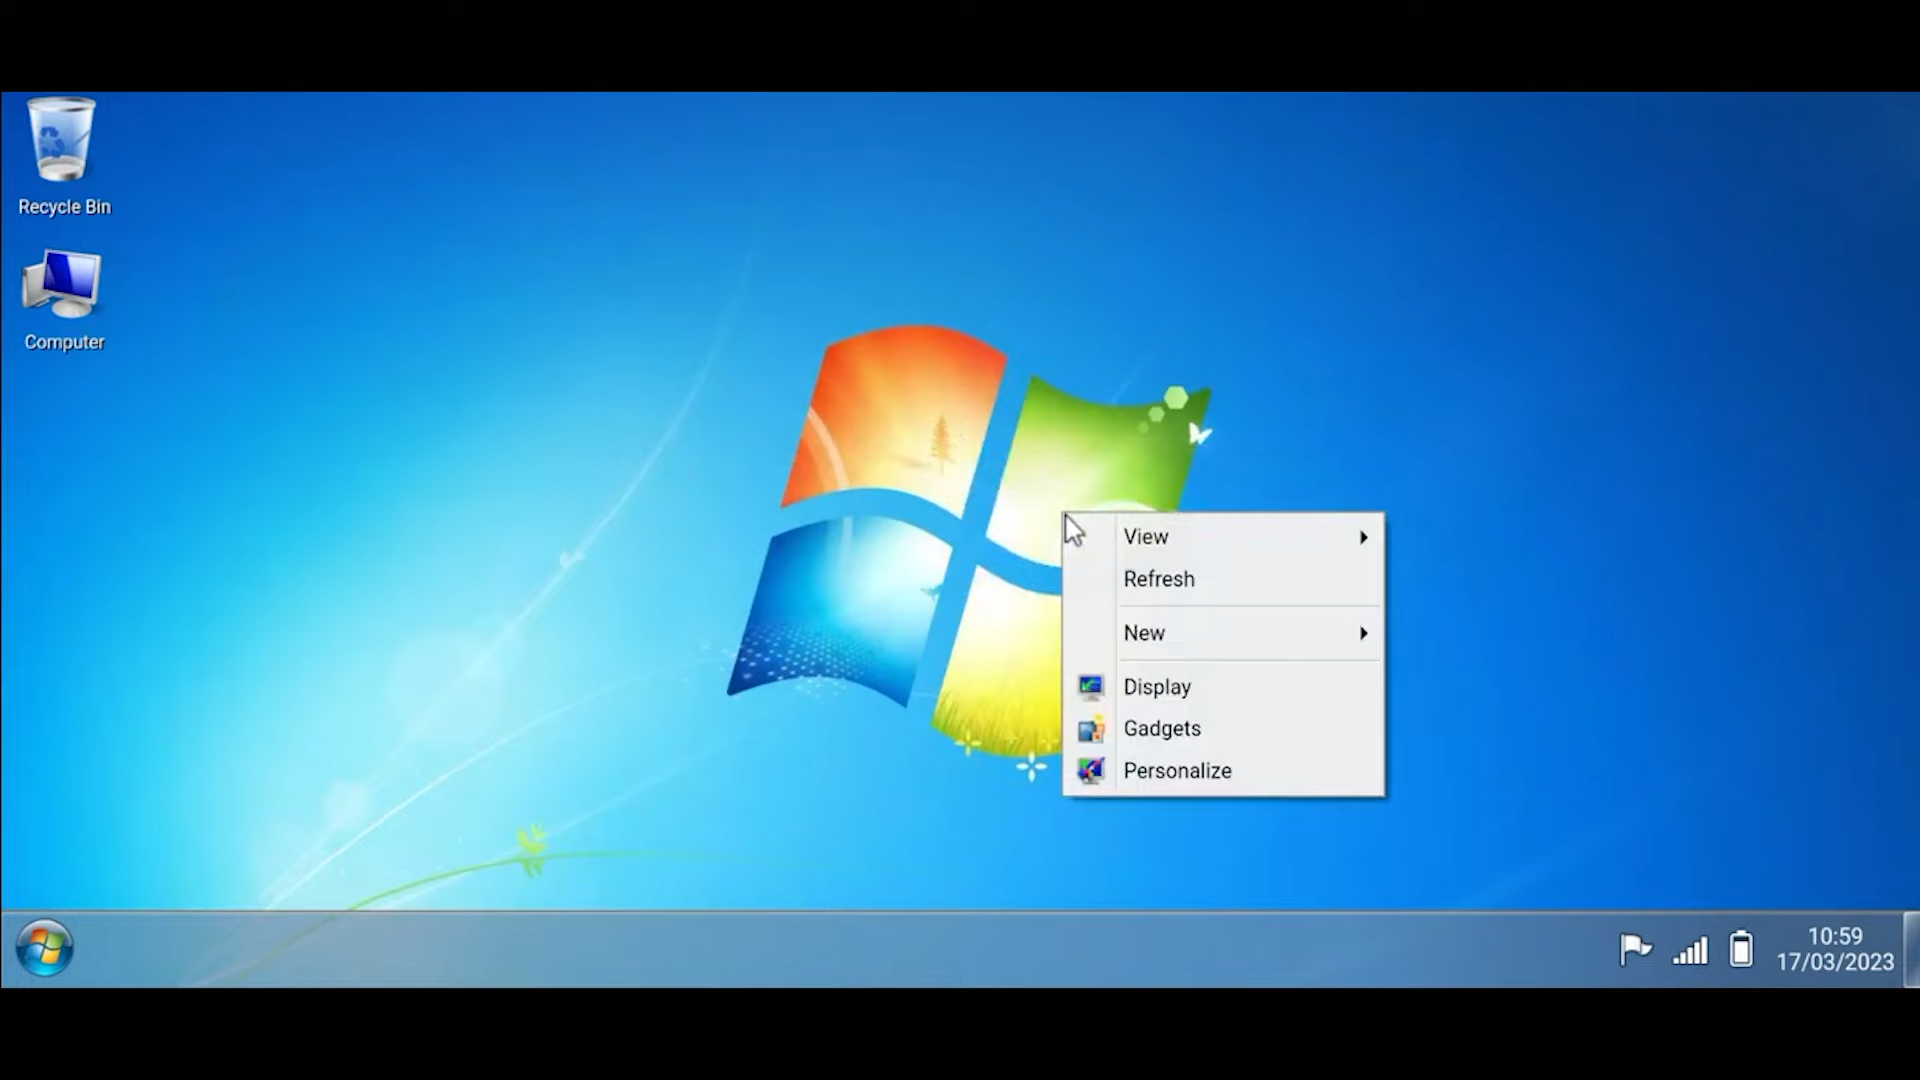 Recycle Bin
Computer
View
Refresh
New
Display
Gadgets
Personalize
10:59
17/03/2023